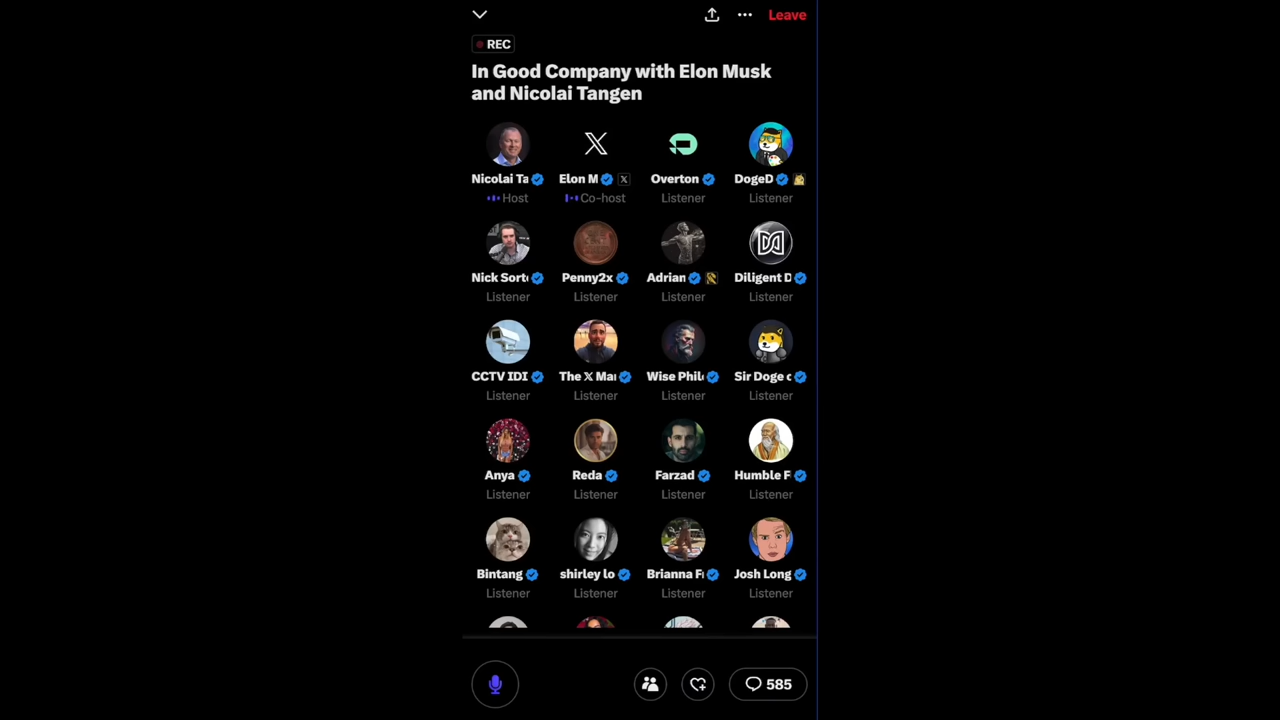 Leave
REC
In Good Company with Elon Musk
and Nicolai Tangen
Nicolai Ta
Elon M
Overton
DogeD
Host
Co-host
Listener
Listener
Nick Sort
Penny2x
Adrian
Diligent D
Listener
Listener
Listener
Listener
CCTV IDI
The X Ma
Wise Phil
Sir Doge
Listener
Listener
Listener
Listener
Anya
Reda
Farzad
Humble F
Listener
Listener
Listener
Listener
Bintang
shirley lo
Brianna F
Josh Long
Listener
Listener
Listener
Listener
585